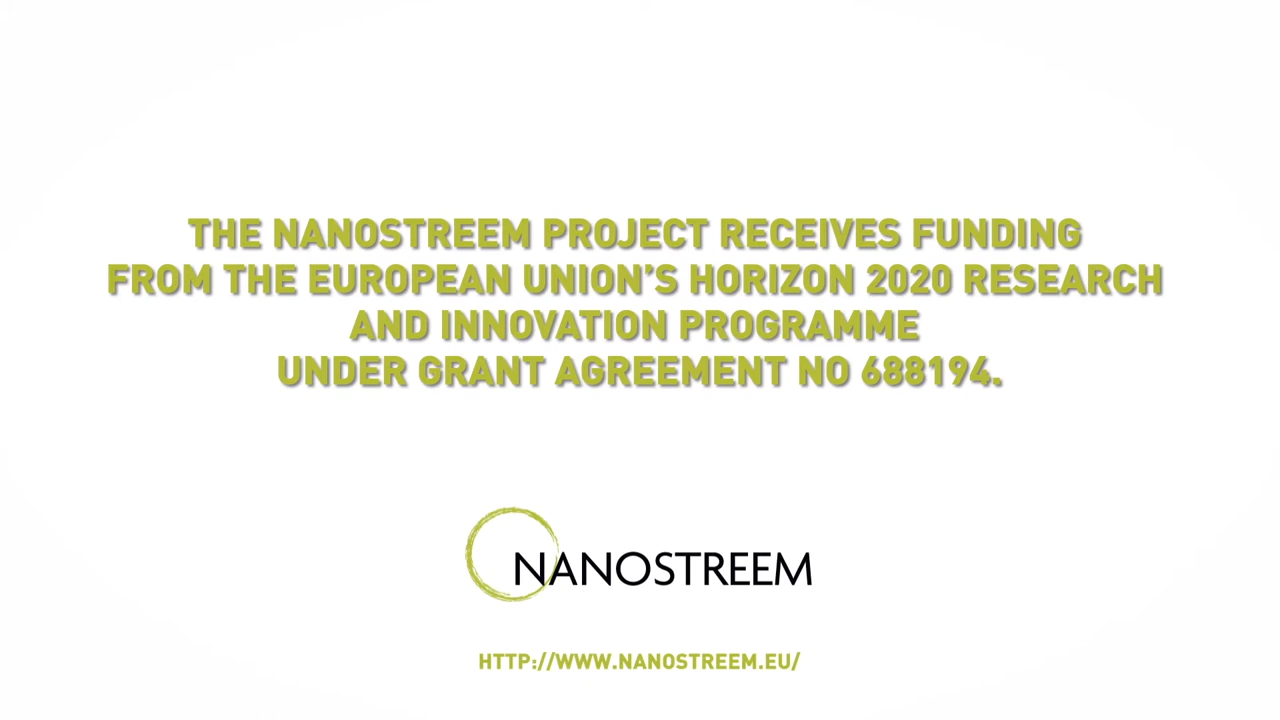 THE NANOSTREEM PROJECT RECEIVES FUNDING
FROM THE EUROPEAN UNION’S HORIZON 2020 RESEARCH
AND INNOVATION PROGRAMME
UNDER GRANT AGREEMENT NO 688194.
NANOSTREEM
HTTP://WWW.NANOSTREEM.EU/